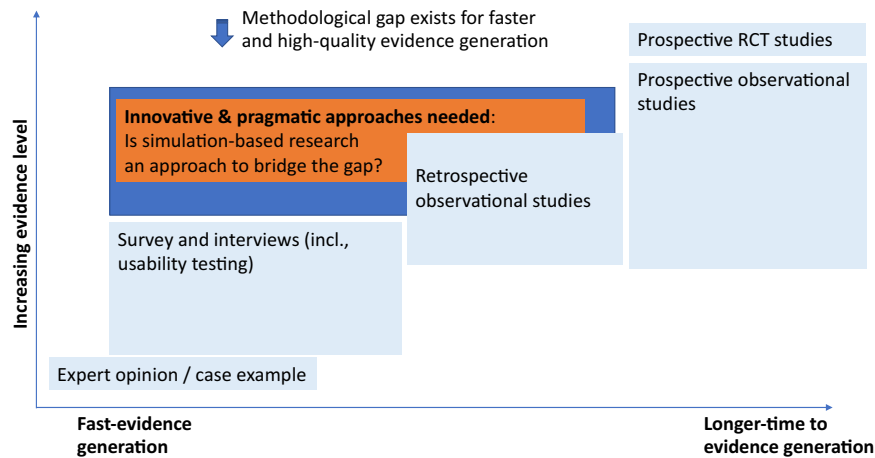 Methodological gap exists for faster
and high-quality evidence generation
Prospective RCT studies
Prospective observational
studies
Innovative & pragmatic approaches needed:
Is simulation-based research
an approach to bridge the gap?
Retrospective
observational studies
Survey and interviews (incl.,
usability testing)
Expert opinion / case example
Increasing evidence level
Fast-evidence
generation
Longer-time to
evidence generation